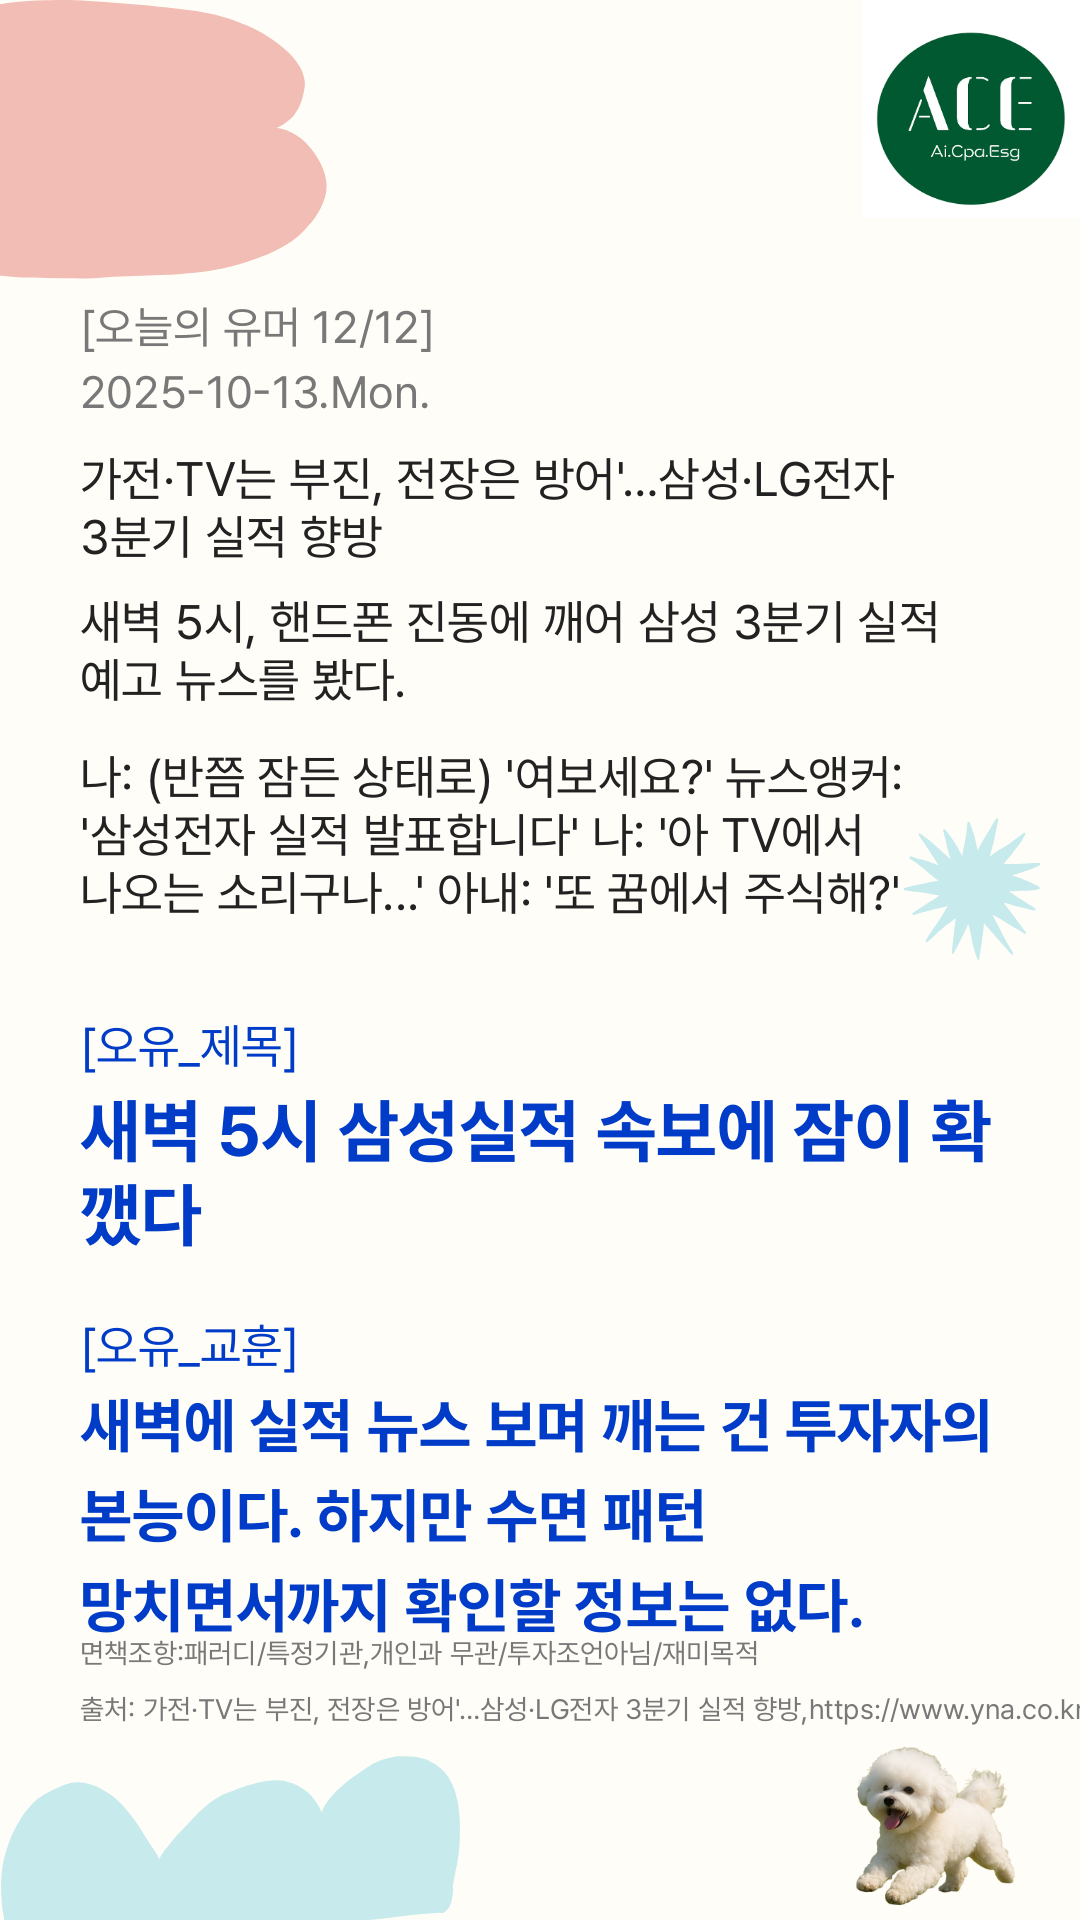 ACE
Ai.Cpa.Esg
[오늘의 유머 12/12]
2025-10-13.Mon.
가전·TV는 부진, 전장은 방어'...삼성·LG전자
3분기 실적 향방
새벽 5시, 핸드폰 진동에 깨어 삼성 3분기 실적
예고 뉴스를 봤다.
나: (반쯤 잠든 상태로) '여보세요?' 뉴스앵커:
'삼성전자 실적 발표합니다' 나: '아 TV에서
나오는 소리구나...' 아내: '또 꿈에서 주식해?'
[오유_제목]
새벽 5시 삼성실적 속보에 잠이 확
깼다
[오유_교훈]
새벽에 실적 뉴스 보며 깨는 건 투자자의
본능이다. 하지만 수면 패턴
망치면서까지 확인할 정보는 없다.
면책조항:패러디/특정기관,개인과 무관/투자조언아님/재미목적
출처: 가전·TV는 부진, 전장은 방어'...삼성·LG전자 3분기 실적 향방,https://www.yna.co.kr